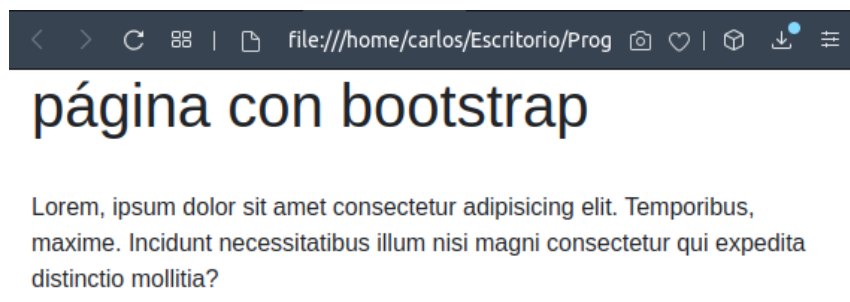 file:///home/carlos/Escritorio/Prog
página con bootstrap
Lorem, ipsum dolor sit amet consectetur adipisicing elit. Temporibus,
maxime. Incidunt necessitatibus illum nisi magni consectetur qui expedita
distinctio mollitia?